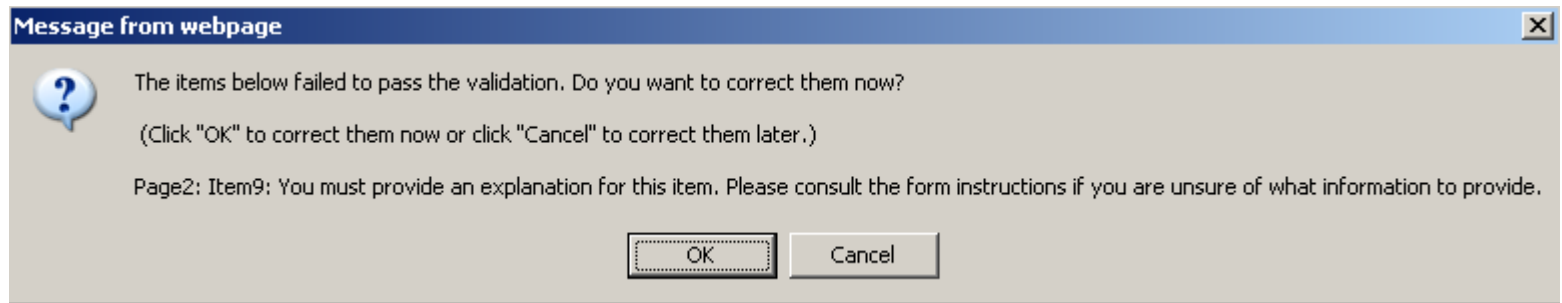 Message from webpage
The items below failed to pass the validation. Do you want to correct them now?
(Click "OK" to correct them now or click "Cancel" to correct them later.)
Page2: Item9: You must provide an explanation for this item. Please consult the form instructions if you are unsure of what information to provide.
OK
Cancel